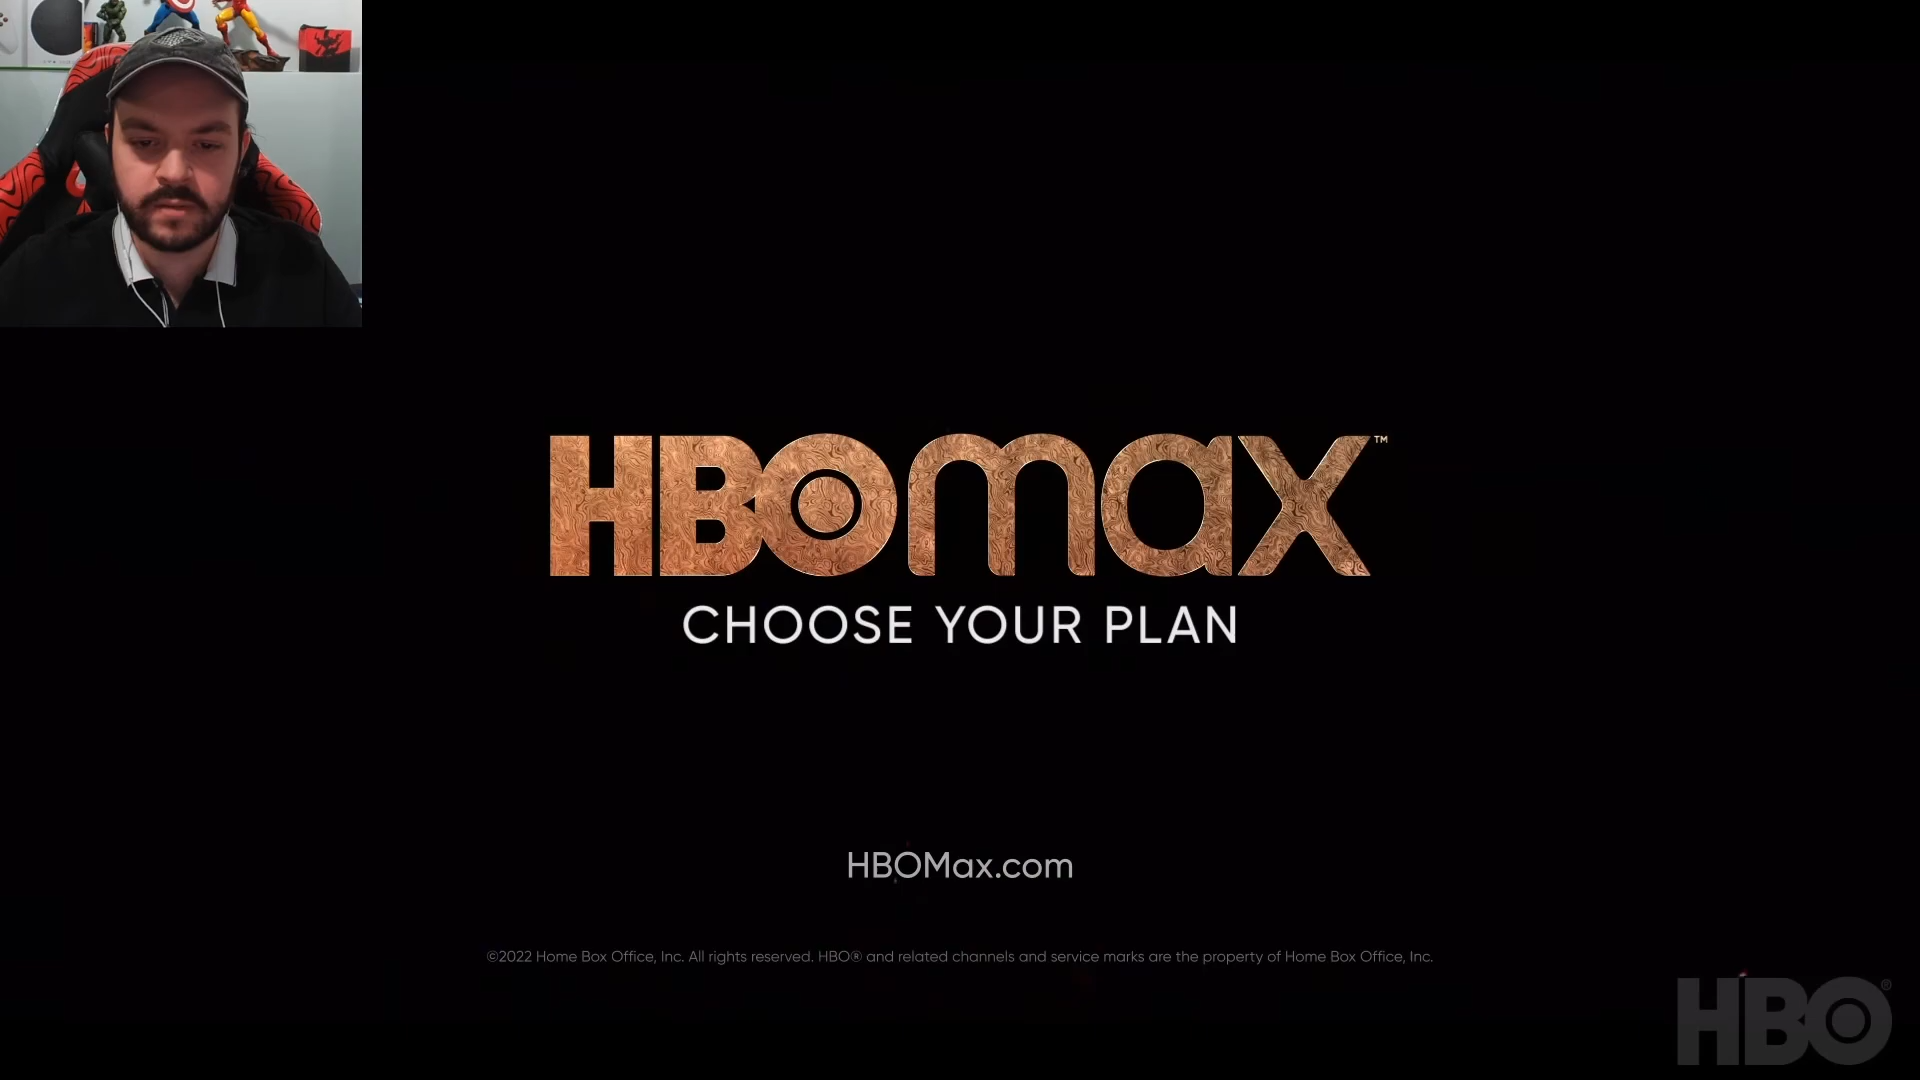 HBOmax™
CHOOSE YOUR PLAN
HBOMax.com
©2022 Home Box Office, Inc. All rights reserved. HBO® and related channels and service marks are the property of Home Box Office, Inc.
HBO®